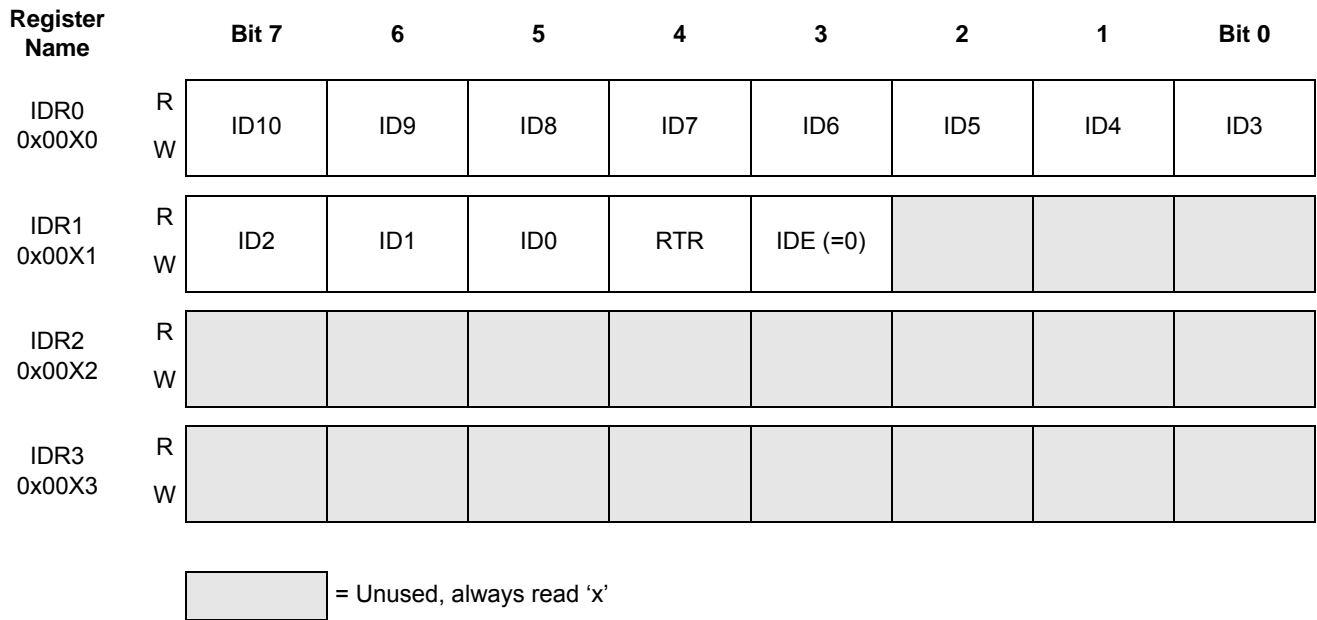 Register Name Bit 7 6 5 4 3 2 1 Bit 0
IDR0 R
0x00X0 W
ID10 ID9 ID8 ID7 ID6 ID5 ID4 ID3
IDR1 R
0x00X1 W
ID2 ID1 ID0 RTR IDE (=0)
IDR2 R
0x00X2 W
IDR3 R
0x00X3 W
= Unused, always read ‘x’